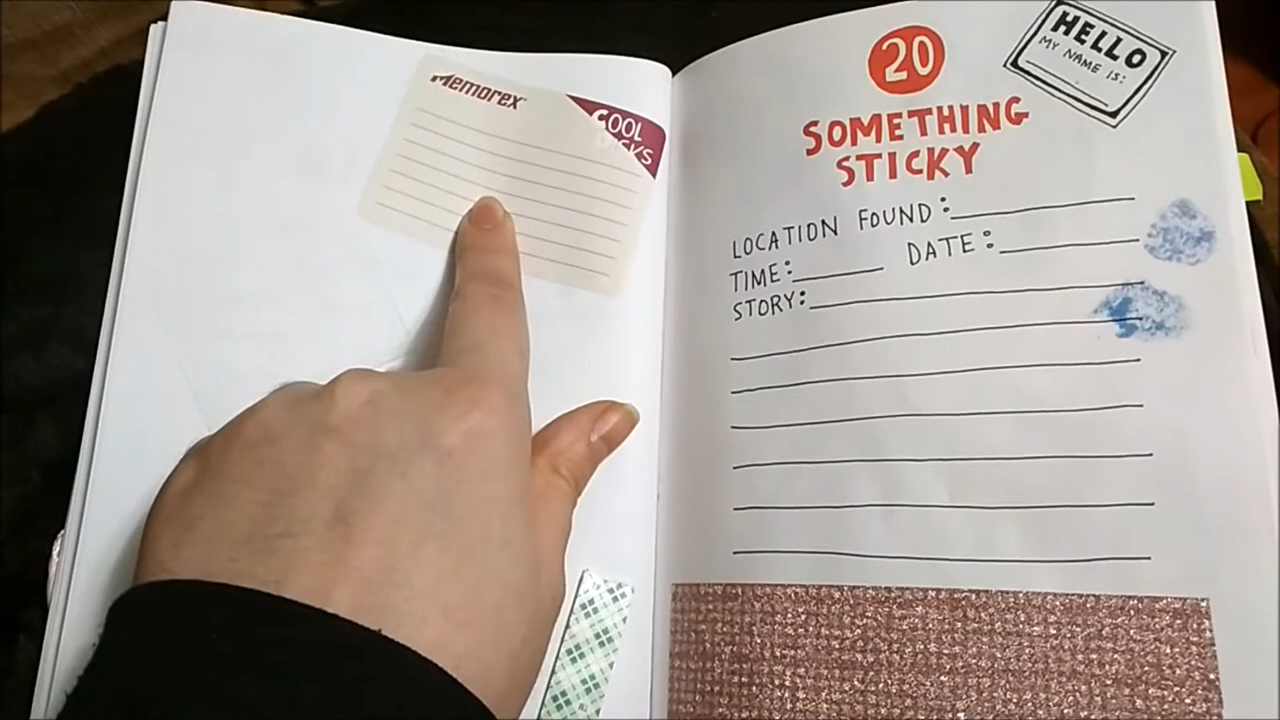 Memorex
COOL
DISKS
20
SOMETHING
STICKY
HELLO
MY NAME IS:
LOCATION FOUND:
TIME: DATE:
STORY: